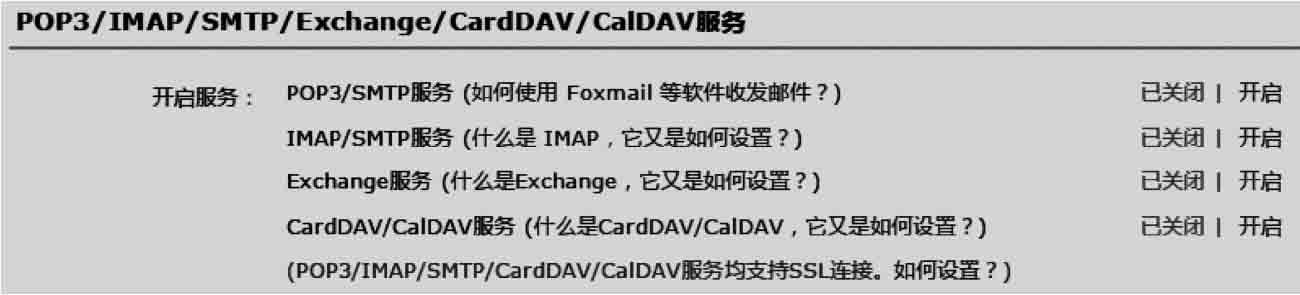 POP3/IMAP/SMTP/Exchange/CardDAV/CalDAV服务
开启服务： POP3/SMTP服务 (如何使用 Foxmail 等软件收发邮件？) 已关闭 | 开启
IMAP/SMTP服务 (什么是 IMAP，它又是如何设置？) 已关闭 | 开启
Exchange服务 (什么是Exchange，它又是如何设置？) 已关闭 | 开启
CardDAV/CalDAV服务 (什么是CardDAV/CalDAV，它又是如何设置？) 已关闭 | 开启
(POP3/IMAP/SMTP/CardDAV/CalDAV服务均支持SSL连接。如何设置？)